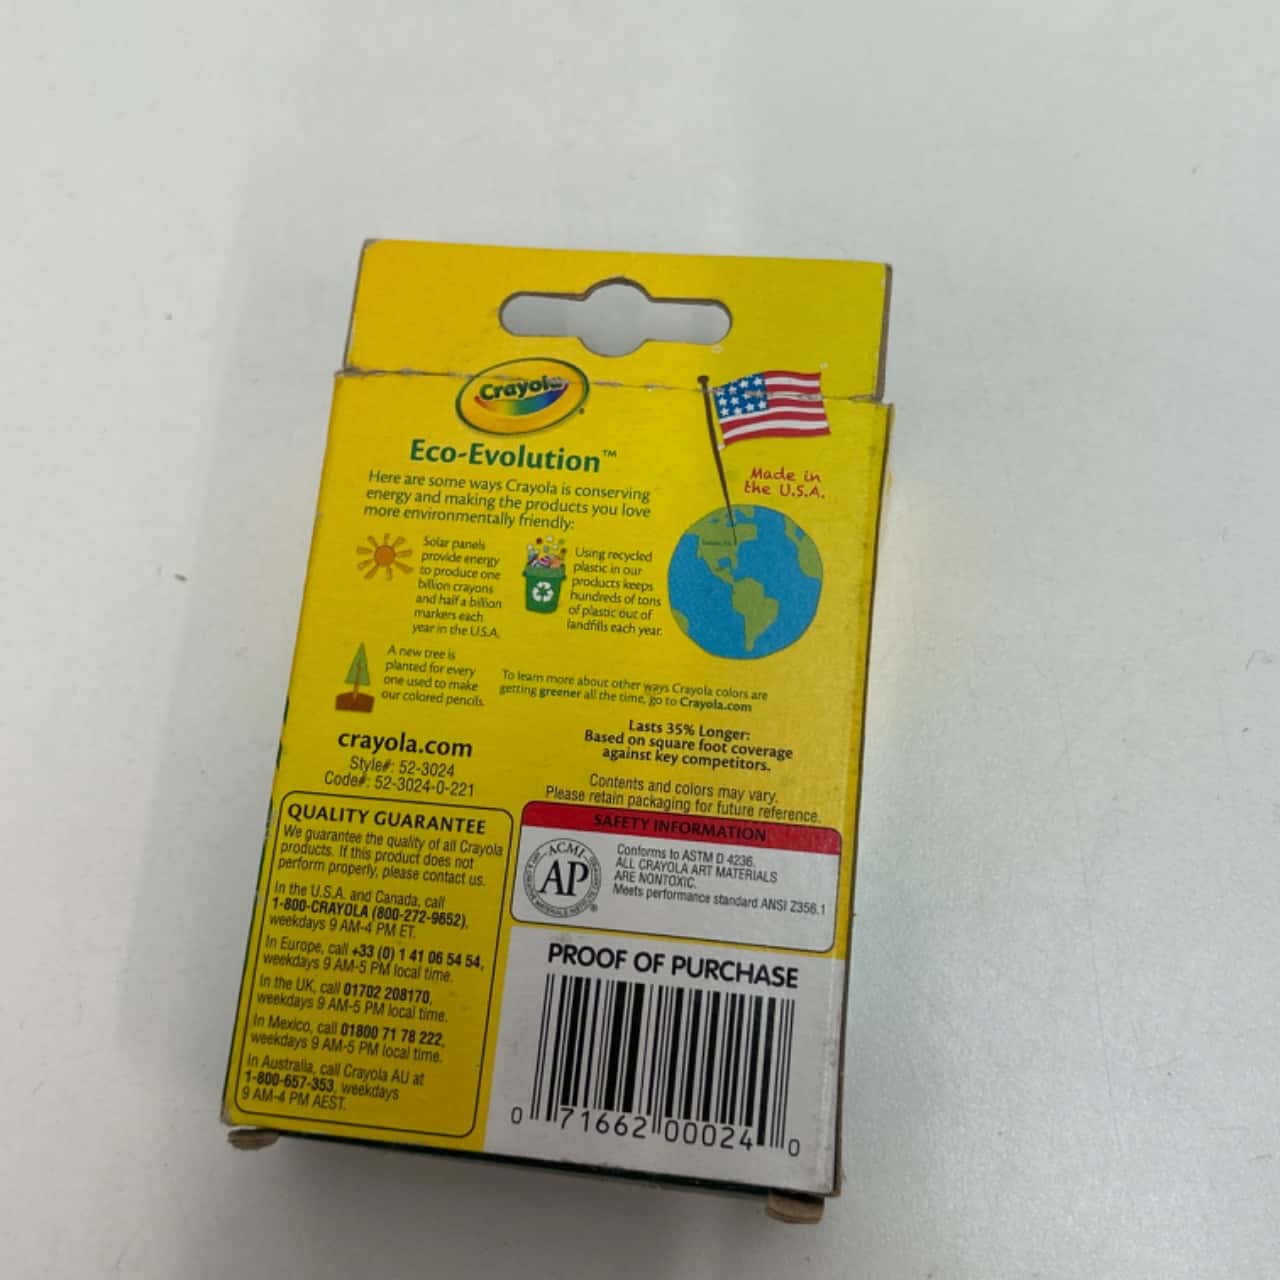 Crayola
Eco-Evolution™
Here are some ways Crayola is conserving
energy and making the products you love
more environmentally friendly:
Made in
the U.S.A.
Solar panels
provide energy
to produce one
billion crayons
and half a billion
markers each
year in the U.S.A.
Using recycled
plastic in our
products keeps
hundreds of tons
of plastic out of
landfills each year.
A new tree is
planted for every
one used to make
our colored pencils.
To learn more about other ways Crayola colors are
getting greener all the time, go to Crayola.com
crayola.com
Style#: 52-3024
Code#: 52-3024-0-221
Lasts 35% Longer:
Based on square foot coverage
against key competitors.
Contents and colors may vary.
Please retain packaging for future reference.
QUALITY GUARANTEE
We guarantee the quality of all Crayola
products. If this product does not
perform properly, please contact us.
In the U.S.A. and Canada, call
1-800-CRAYOLA (800-272-9652),
weekdays 9 AM-4 PM ET.
In Europe, call +33 (0) 1 41 06 54 54,
weekdays 9 AM-5 PM local time.
In the UK, call 01702 208170,
weekdays 9 AM-5 PM local time.
In Mexico, call 01800 71 78 222,
weekdays 9 AM-5 PM local time.
In Australia, call Crayola AU at
1-800-657-353, weekdays
9 AM-4 PM AEST.
SAFETY INFORMATION
ACMI
AP
Conforms to ASTM D 4236.
ALL CRAYOLA ART MATERIALS
ARE NONTOXIC.
Meets performance standard ANSI Z356.1
PROOF OF PURCHASE
0 71662 00024 0